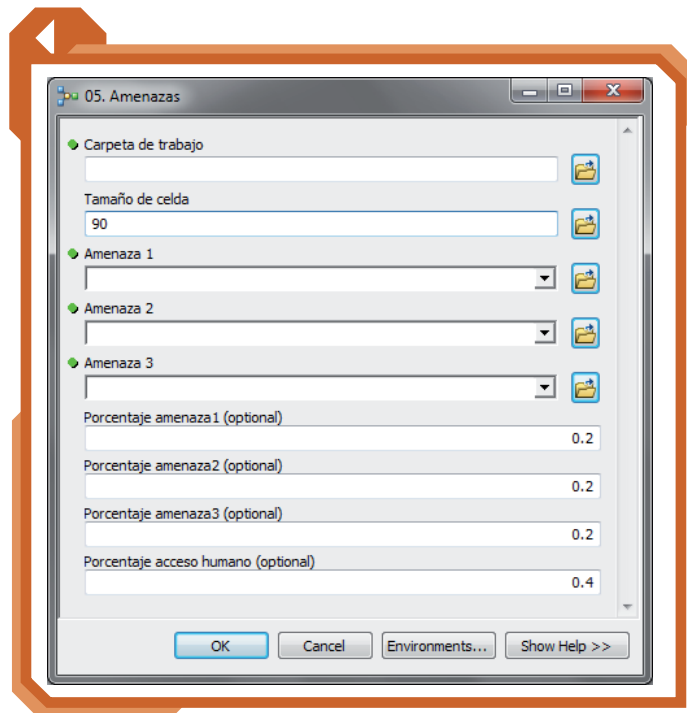 05. Amenazas
Carpeta de trabajo
Tamaño de celda
90
Amenaza 1
Amenaza 2
Amenaza 3
Porcentaje amenaza1 (optional)
0.2
Porcentaje amenaza2 (optional)
0.2
Porcentaje amenaza3 (optional)
0.2
Porcentaje acceso humano (optional)
0.4
OK Cancel Environments... Show Help >>